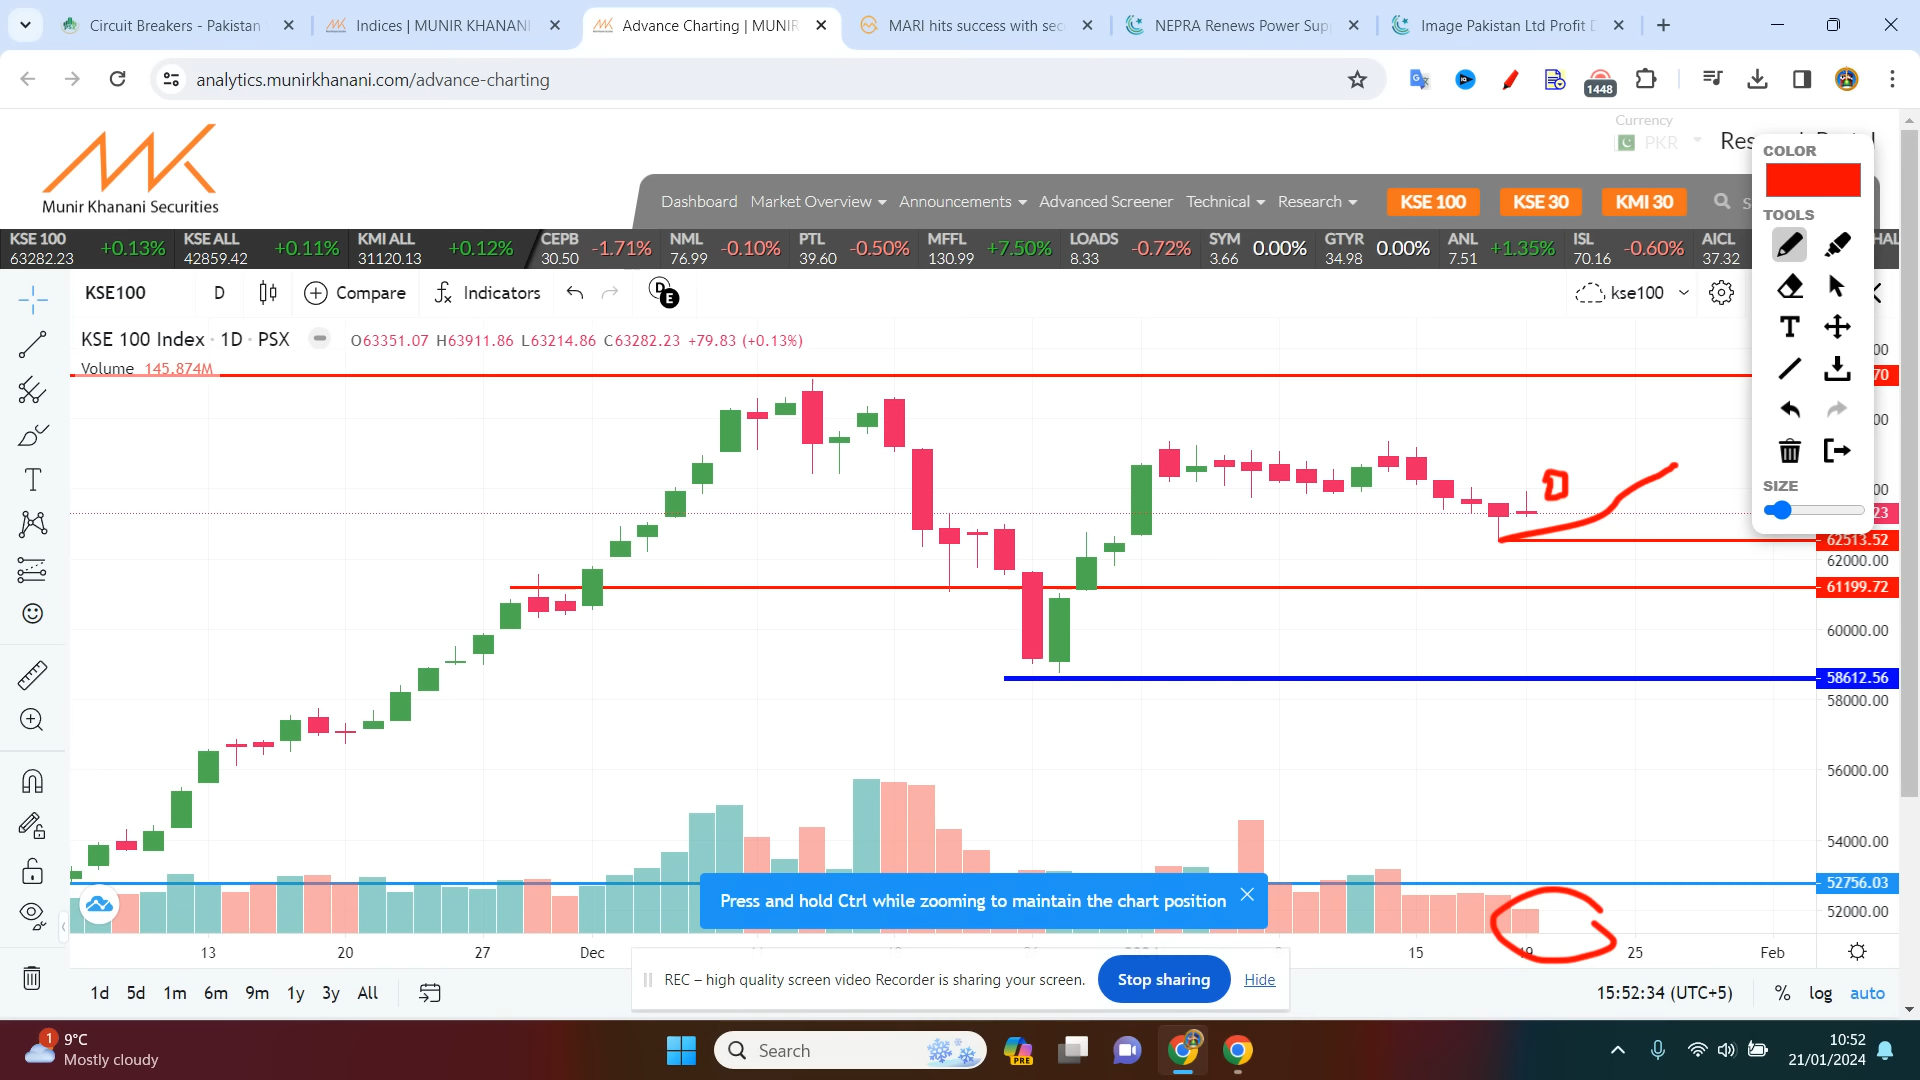 Circuit Breakers - Pakistan
Indices | MUNIR KHANANI
Advance Charting | MUNIR
MARI hits success with sec
NEPRA Renews Power Sup
Image Pakistan Ltd Profit D
analytics.munirkhanani.com/advance-charting
1448
Munir Khanani Securities
Currency
PKR
Dashboard Market Overview Announcements Advanced Screener Technical Research KSE 100 KSE 30 KMI 30
KSE 100 63282.23 +0.13%
KSE ALL 42859.42 +0.11%
KMI ALL 31120.13 +0.12%
CEPB 30.50 -1.71%
NML 76.99 -0.10%
PTL 39.60 -0.50%
MFFL 130.99 +7.50%
LOADS 8.33 -0.72%
SYM 3.66 0.00%
GTYR 34.98 0.00%
ANL 7.51 +1.35%
ISL 70.16 -0.60%
AICL 37.32
KSE100 D Compare Indicators D E kse100
KSE 100 Index · 1D · PSX O63351.07 H63911.86 L63214.86 C63282.23 +79.83 (+0.13%)
Volume 145.874M
COLOR
TOOLS
T
SIZE
62513.52
62000.00
61199.72
60000.00
58612.56
58000.00
56000.00
54000.00
52756.03
52000.00
Press and hold Ctrl while zooming to maintain the chart position
13 20 27 Dec 15 19 25 Feb
REC – high quality screen video Recorder is sharing your screen. Stop sharing Hide
1d 5d 1m 6m 9m 1y 3y All
15:52:34 (UTC+5) % log auto
1
9°C
Mostly cloudy
Search
PRE
10:52
21/01/2024